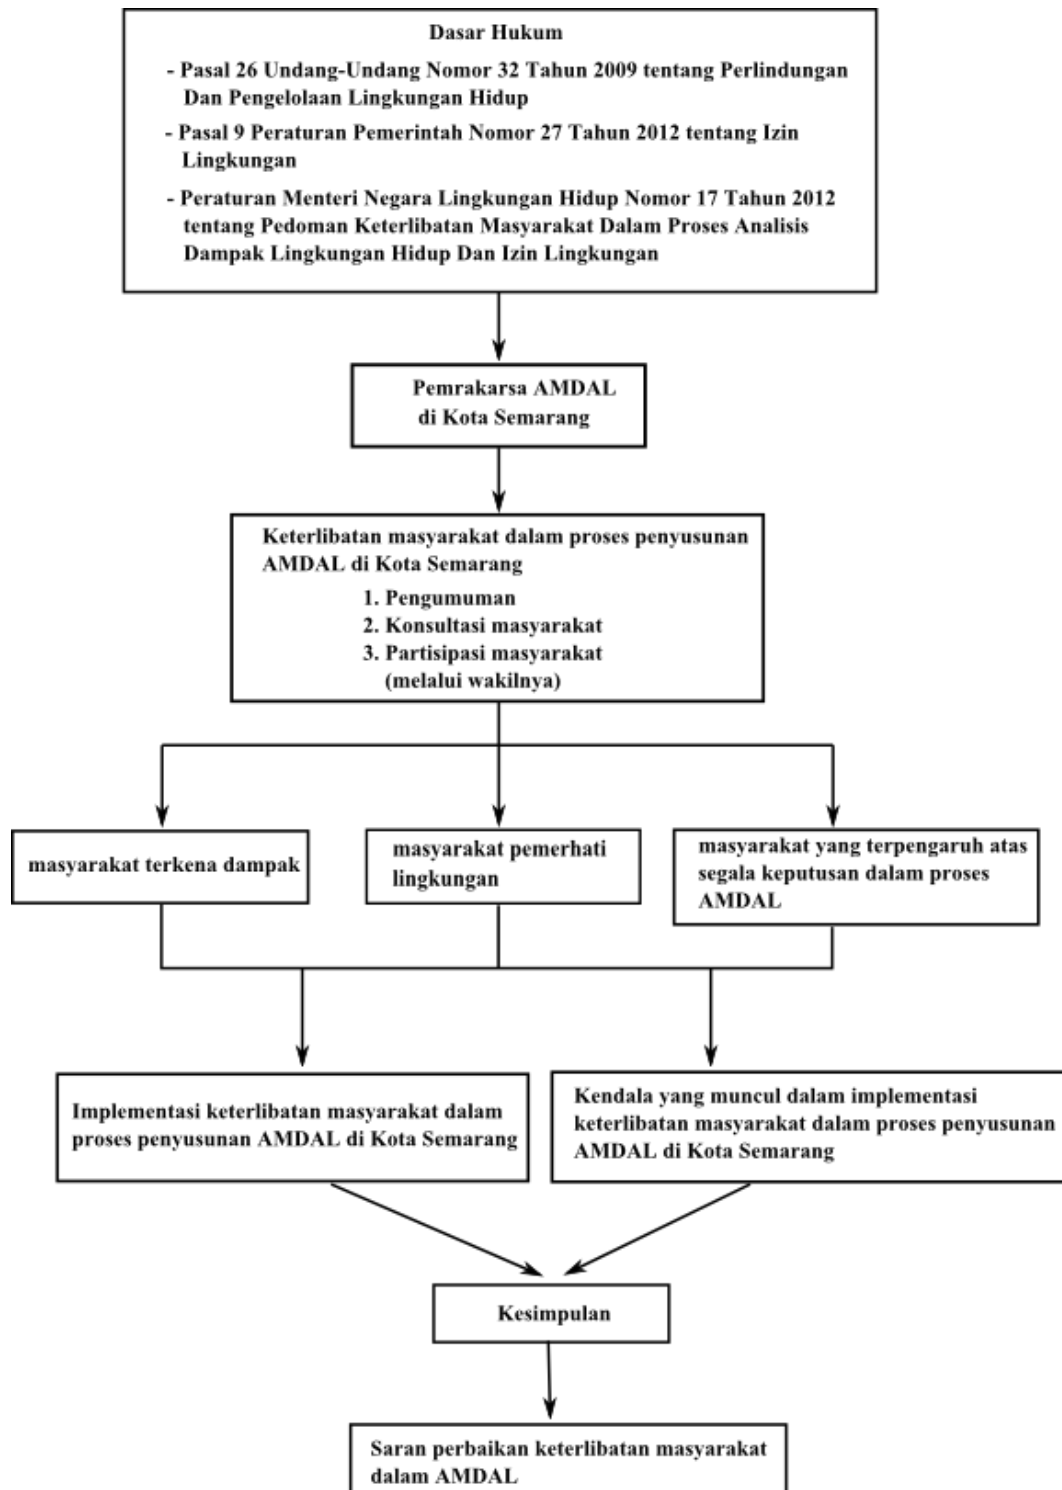 Dasar Hukum
- Pasal 26 Undang-Undang Nomor 32 Tahun 2009 tentang Perlindungan
Dan Pengelolaan Lingkungan Hidup
- Pasal 9 Peraturan Pemerintah Nomor 27 Tahun 2012 tentang Izin
Lingkungan
- Peraturan Menteri Negara Lingkungan Hidup Nomor 17 Tahun 2012
tentang Pedoman Keterlibatan Masyarakat Dalam Proses Analisis
Dampak Lingkungan Hidup Dan Izin Lingkungan
Pemrakarsa AMDAL
di Kota Semarang
Keterlibatan masyarakat dalam proses penyusunan
AMDAL di Kota Semarang
1. Pengumuman
2. Konsultasi masyarakat
3. Partisipasi masyarakat
(melalui wakilnya)
masyarakat terkena dampak
masyarakat pemerhati
lingkungan
masyarakat yang terpengaruh atas
segala keputusan dalam proses
AMDAL
Implementasi keterlibatan masyarakat dalam
proses penyusunan AMDAL di Kota Semarang
Kendala yang muncul dalam implementasi
keterlibatan masyarakat dalam proses penyusunan
AMDAL di Kota Semarang
Kesimpulan
Saran perbaikan keterlibatan masyarakat
dalam AMDAL